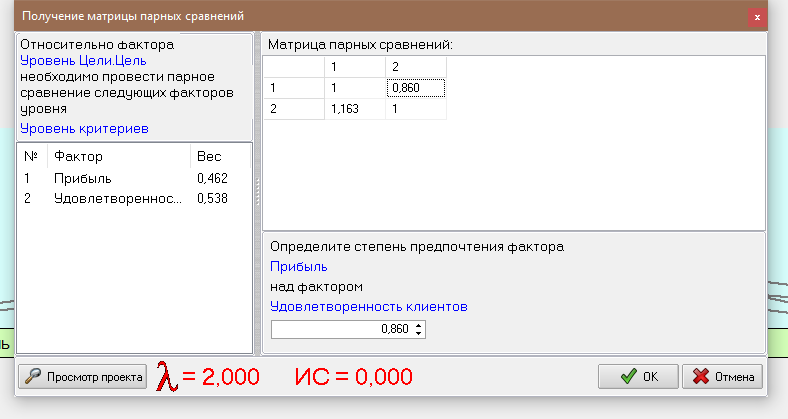 Получение матрицы парных сравнений
x
Относительно фактора
Уровень Цели.Цель
необходимо провести парное
сравнение следующих факторов
уровня
Уровень критериев
№ Фактор Вес
1 Прибыль 0,462
2 Удовлетвореннос... 0,538
Матрица парных сравнений:
1 2
1 1 0,860
2 1,163 1
Определите степень предпочтения фактора
Прибыль
над фактором
Удовлетворенность клиентов
0,860
Просмотр проекта
λ = 2,000 ИС = 0,000
OK
Отмена